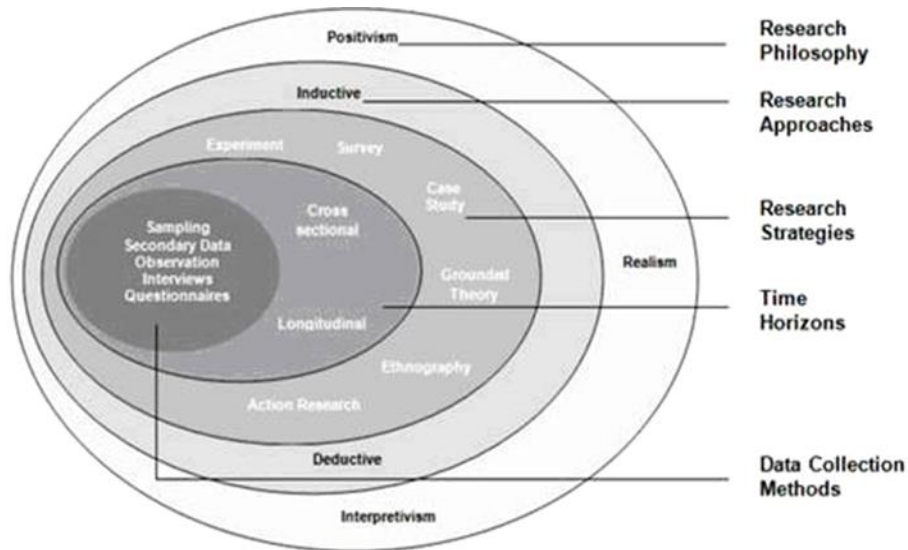 Positivism
Research
Philosophy
Inductive
Research
Approaches
Experiment
Survey
Case
Study
Research
Strategies
Cross
sectional
Sampling
Secondary Data
Observation
Interviews
Questionnaires
Realism
Grounded
Theory
Time
Horizons
Longitudinal
Ethnography
Action Research
Deductive
Data Collection
Methods
Interpretivism